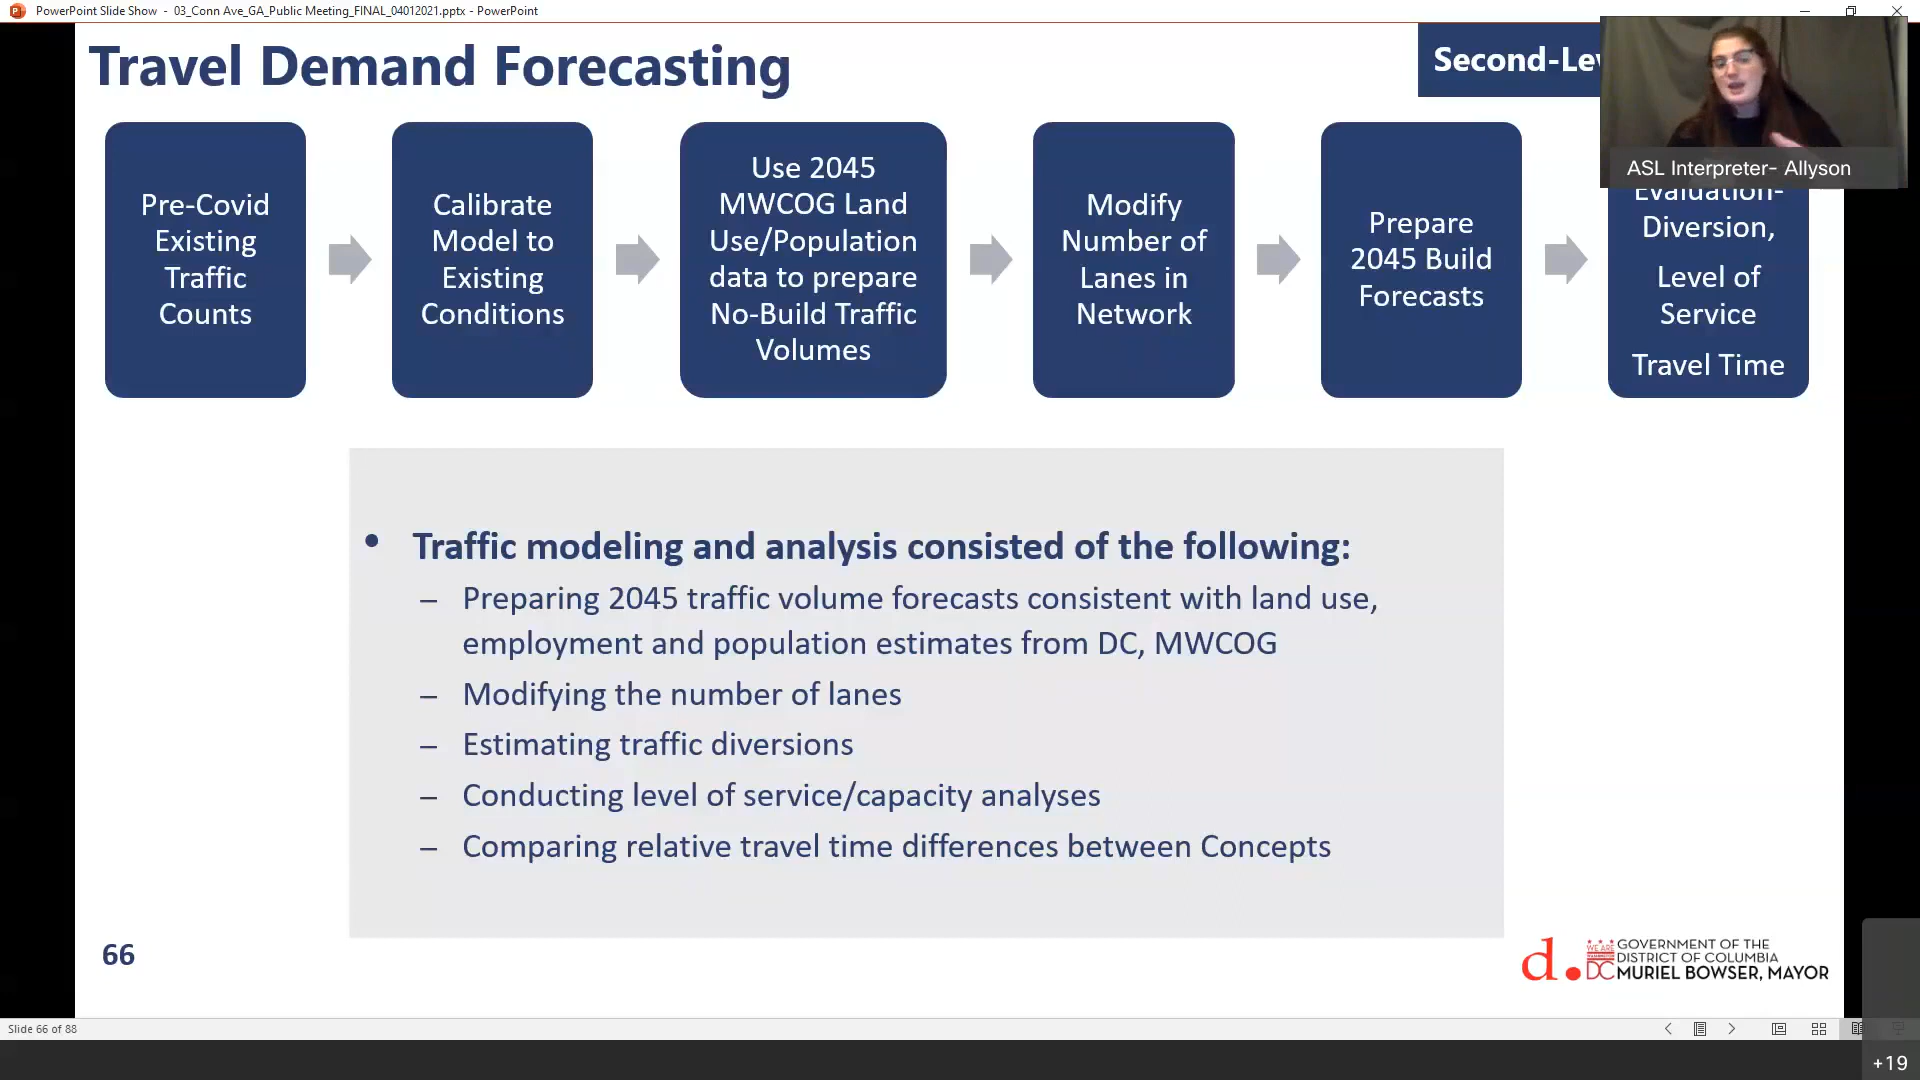 PowerPoint Slide Show - 03_Conn Ave_GA_Public Meeting_FINAL_04012021.pptx - PowerPoint
Travel Demand Forecasting
ASL Interpreter- Allyson
Pre-Covid
Existing
Traffic
Counts
Calibrate
Model to
Existing
Conditions
Use 2045
MWCOG Land
Use/Population
data to prepare
No-Build Traffic
Volumes
Modify
Number of
Lanes in
Network
Prepare
2045 Build
Forecasts
Evaluation-
Diversion,
Level of
Service
Travel Time
• Traffic modeling and analysis consisted of the following:
– Preparing 2045 traffic volume forecasts consistent with land use,
employment and population estimates from DC, MWCOG
– Modifying the number of lanes
– Estimating traffic diversions
– Conducting level of service/capacity analyses
– Comparing relative travel time differences between Concepts
66
d.
WE ARE
WASHINGTON
DC
GOVERNMENT OF THE
DISTRICT OF COLUMBIA
MURIEL BOWSER, MAYOR
Slide 66 of 88
+19